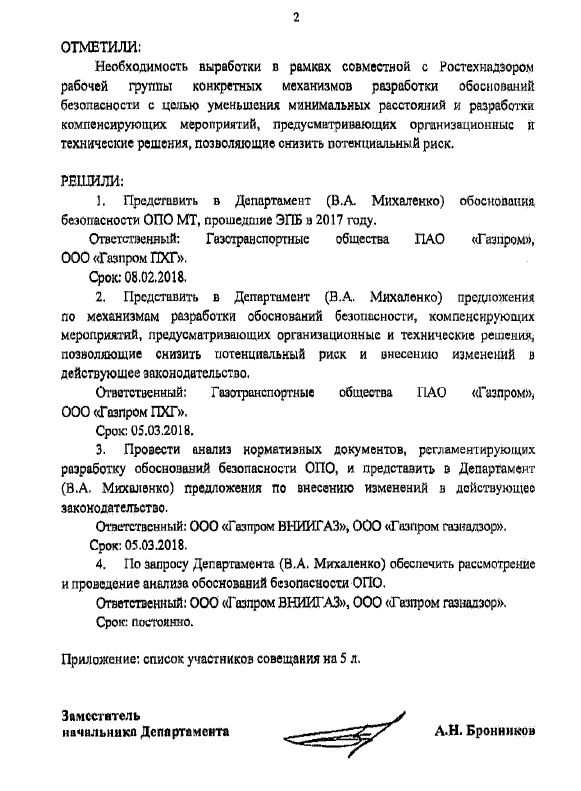 2
ОТМЕТИЛИ:
Необходимость выработки в рамках совместной с Ростехнадзором
рабочей группы конкретных механизмов разработки обоснований
безопасности с целью уменьшения минимальных расстояний и разработки
компенсирующих мероприятий, предусматривающих организационные и
технические решения, позволяющие снизить потенциальный риск.
РЕШИЛИ:
1. Представить в Департамент (В.А. Михаленко) обоснования
безопасности ОПО МТ, прошедшие ЭПБ в 2017 году.
Ответственный: Газотранспортные общества ПАО «Газпром»,
ООО «Газпром ПХГ».
Срок: 08.02.2018.
2. Представить в Департамент (В.А. Михаленко) предложения
по механизмам разработки обоснований безопасности, компенсирующих
мероприятий, предусматривающих организационные и технические решения,
позволяющие снизить потенциальный риск и внесению изменений в
действующее законодательство.
Ответственный: Газотранспортные общества ПАО «Газпром»,
ООО «Газпром ПХГ».
Срок: 05.03.2018.
3. Провести анализ нормативных документов, регламентирующих
разработку обоснований безопасности ОПО, и представить в Департамент
(В.А. Михаленко) предложения по внесению изменений в действующее
законодательство.
Ответственный: ООО «Газпром ВНИИГАЗ», ООО «Газпром газнадзор».
Срок: 05.03.2018.
4. По запросу Департамента (В.А. Михаленко) обеспечить рассмотрение
и проведение анализа обоснований безопасности ОПО.
Ответственный: ООО «Газпром ВНИИГАЗ», ООО «Газпром газнадзор».
Срок: постоянно.
Приложение: список участников совещания на 5 л.
Заместитель
начальника Департамента А.Н. Бронников